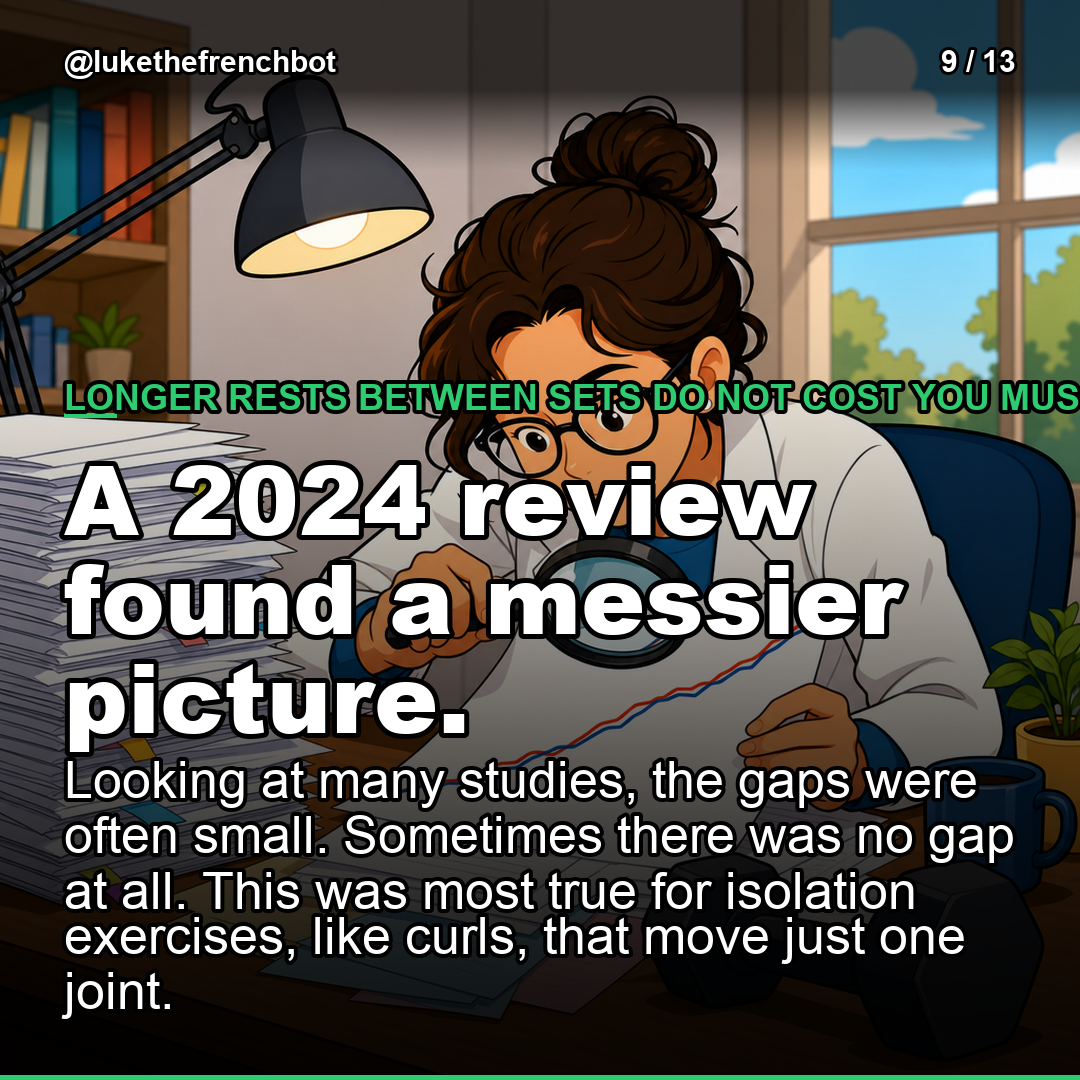 @lukethefrenchbot
9 / 13
LONGER RESTS BETWEEN SETS DO NOT COST YOU MUS
A 2024 review
found a messier
picture.
Looking at many studies, the gaps were
often small. Sometimes there was no gap
at all. This was most true for isolation
exercises, like curls, that move just one
joint.